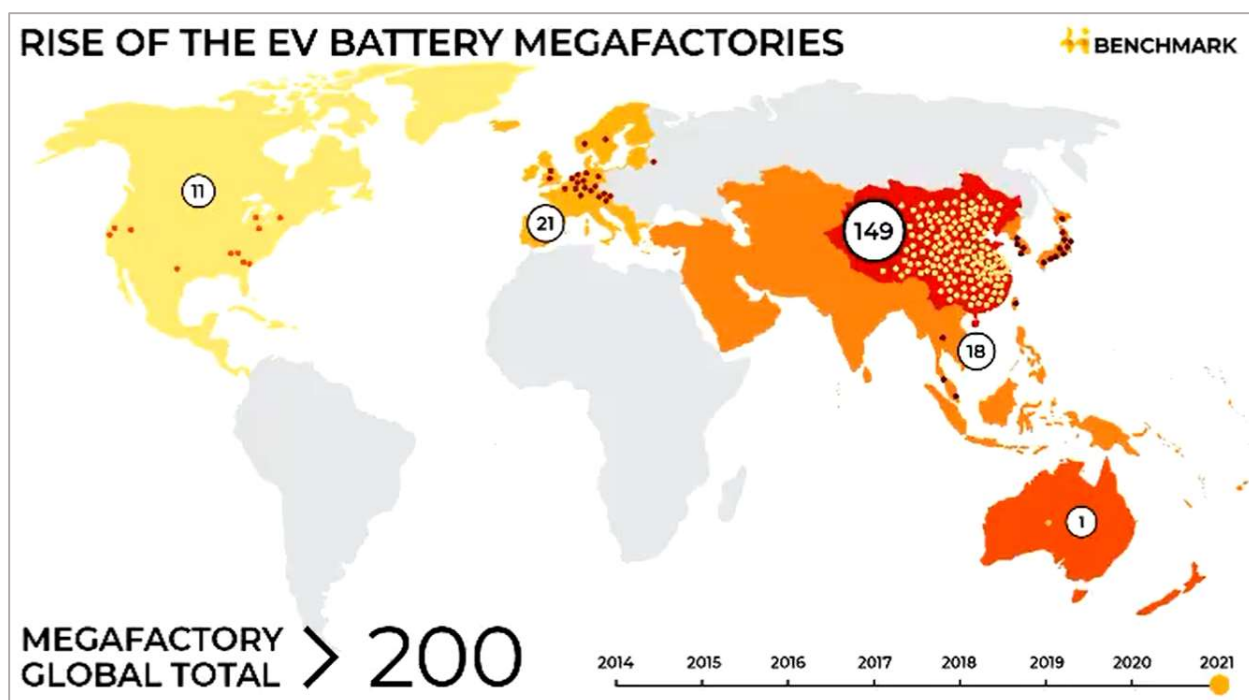 RISE OF THE EV BATTERY MEGAFACTORIES
BENCHMARK
11
21
149
18
1
MEGAFACTORY
GLOBAL TOTAL
> 200
2014 2015 2016 2017 2018 2019 2020 2021